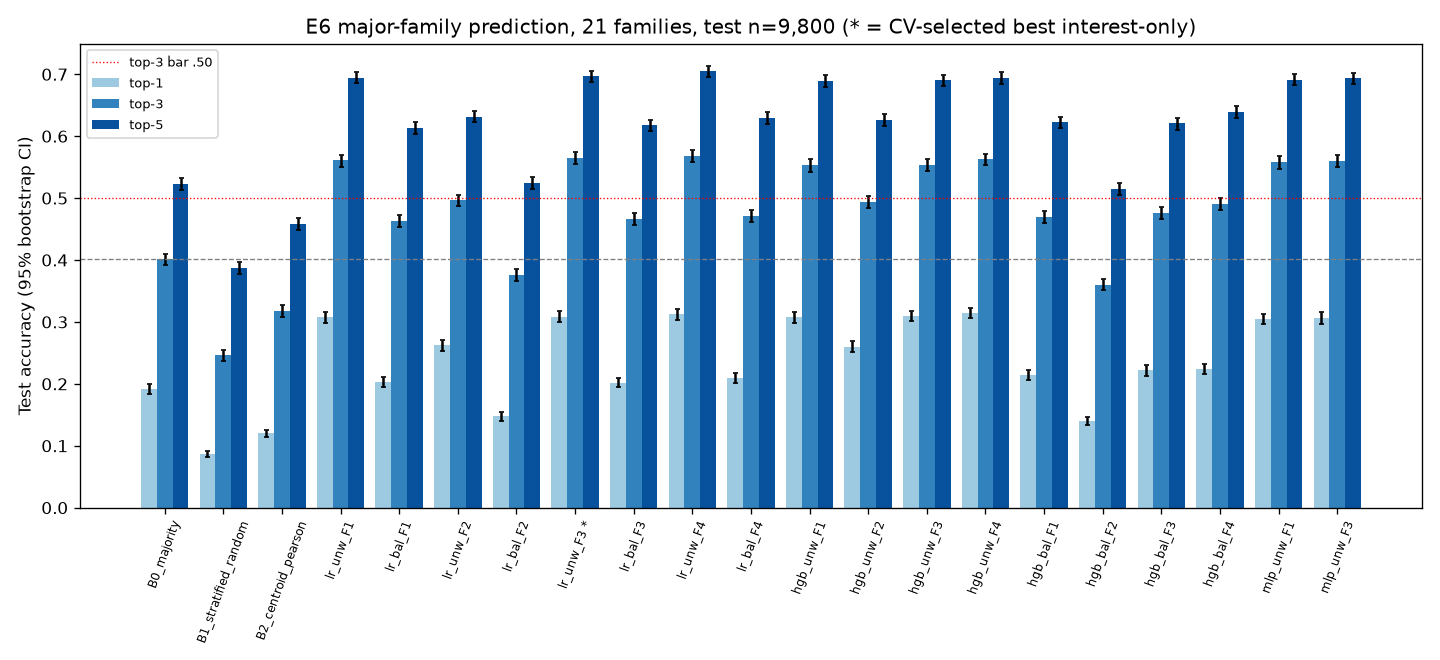 E6 major-family prediction, 21 families, test n=9,800 (* = CV-selected best interest-only)
top-3 bar .50
top-1
top-3
top-5
Test accuracy (95% bootstrap CI)
0.7
0.6
0.5
0.4
0.3
0.2
0.1
0.0
B0_majority
B1_stratified_random
B2_centroid_pearson
lr_unw_F1
lr_bal_F1
lr_unw_F2
lr_bal_F2
lr_unw_F3 *
lr_bal_F3
lr_unw_F4
lr_bal_F4
hgb_unw_F1
hgb_unw_F2
hgb_unw_F3
hgb_unw_F4
hgb_bal_F1
hgb_bal_F2
hgb_bal_F3
hgb_bal_F4
mlp_unw_F1
mlp_unw_F3